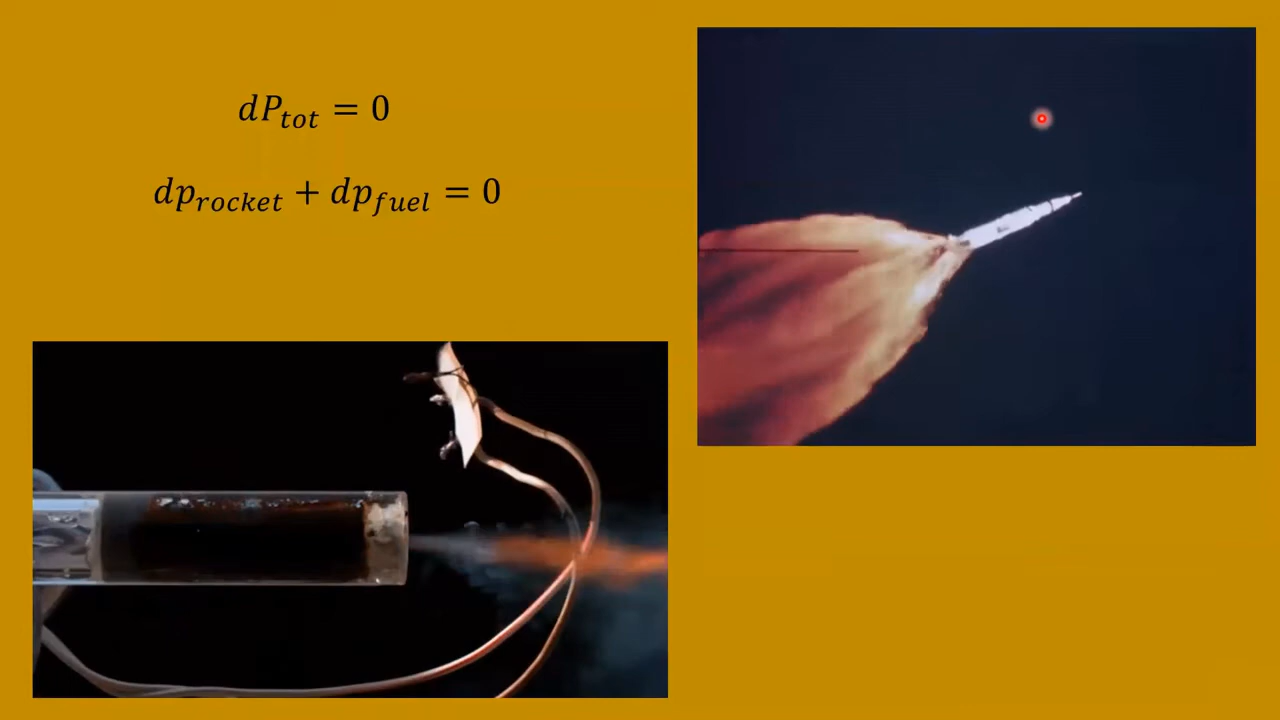 dP_tot = 0
dp_rocket + dp_fuel = 0